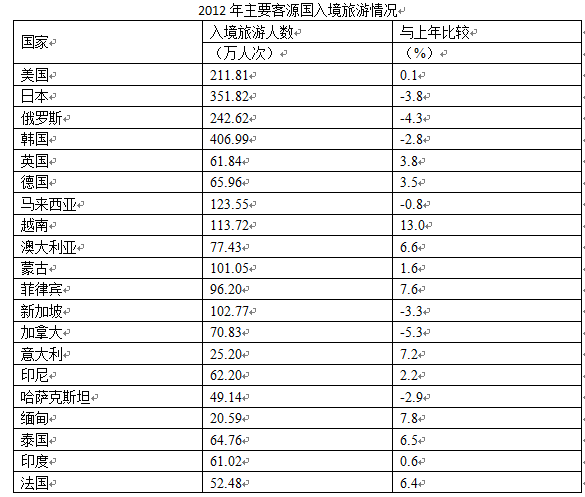 2012年主要客源国入境旅游情况
国家 入境旅游人数 与上年比较
（万人次） （%）
美国 211.81 0.1
日本 351.82 -3.8
俄罗斯 242.62 -4.3
韩国 406.99 -2.8
英国 61.84 3.8
德国 65.96 3.5
马来西亚 123.55 -0.8
越南 113.72 13.0
澳大利亚 77.43 6.6
蒙古 101.05 1.6
菲律宾 96.20 7.6
新加坡 102.77 -3.3
加拿大 70.83 -5.3
意大利 25.20 7.2
印尼 62.20 2.2
哈萨克斯坦 49.14 -2.9
缅甸 20.59 7.8
泰国 64.76 6.5
印度 61.02 0.6
法国 52.48 6.4